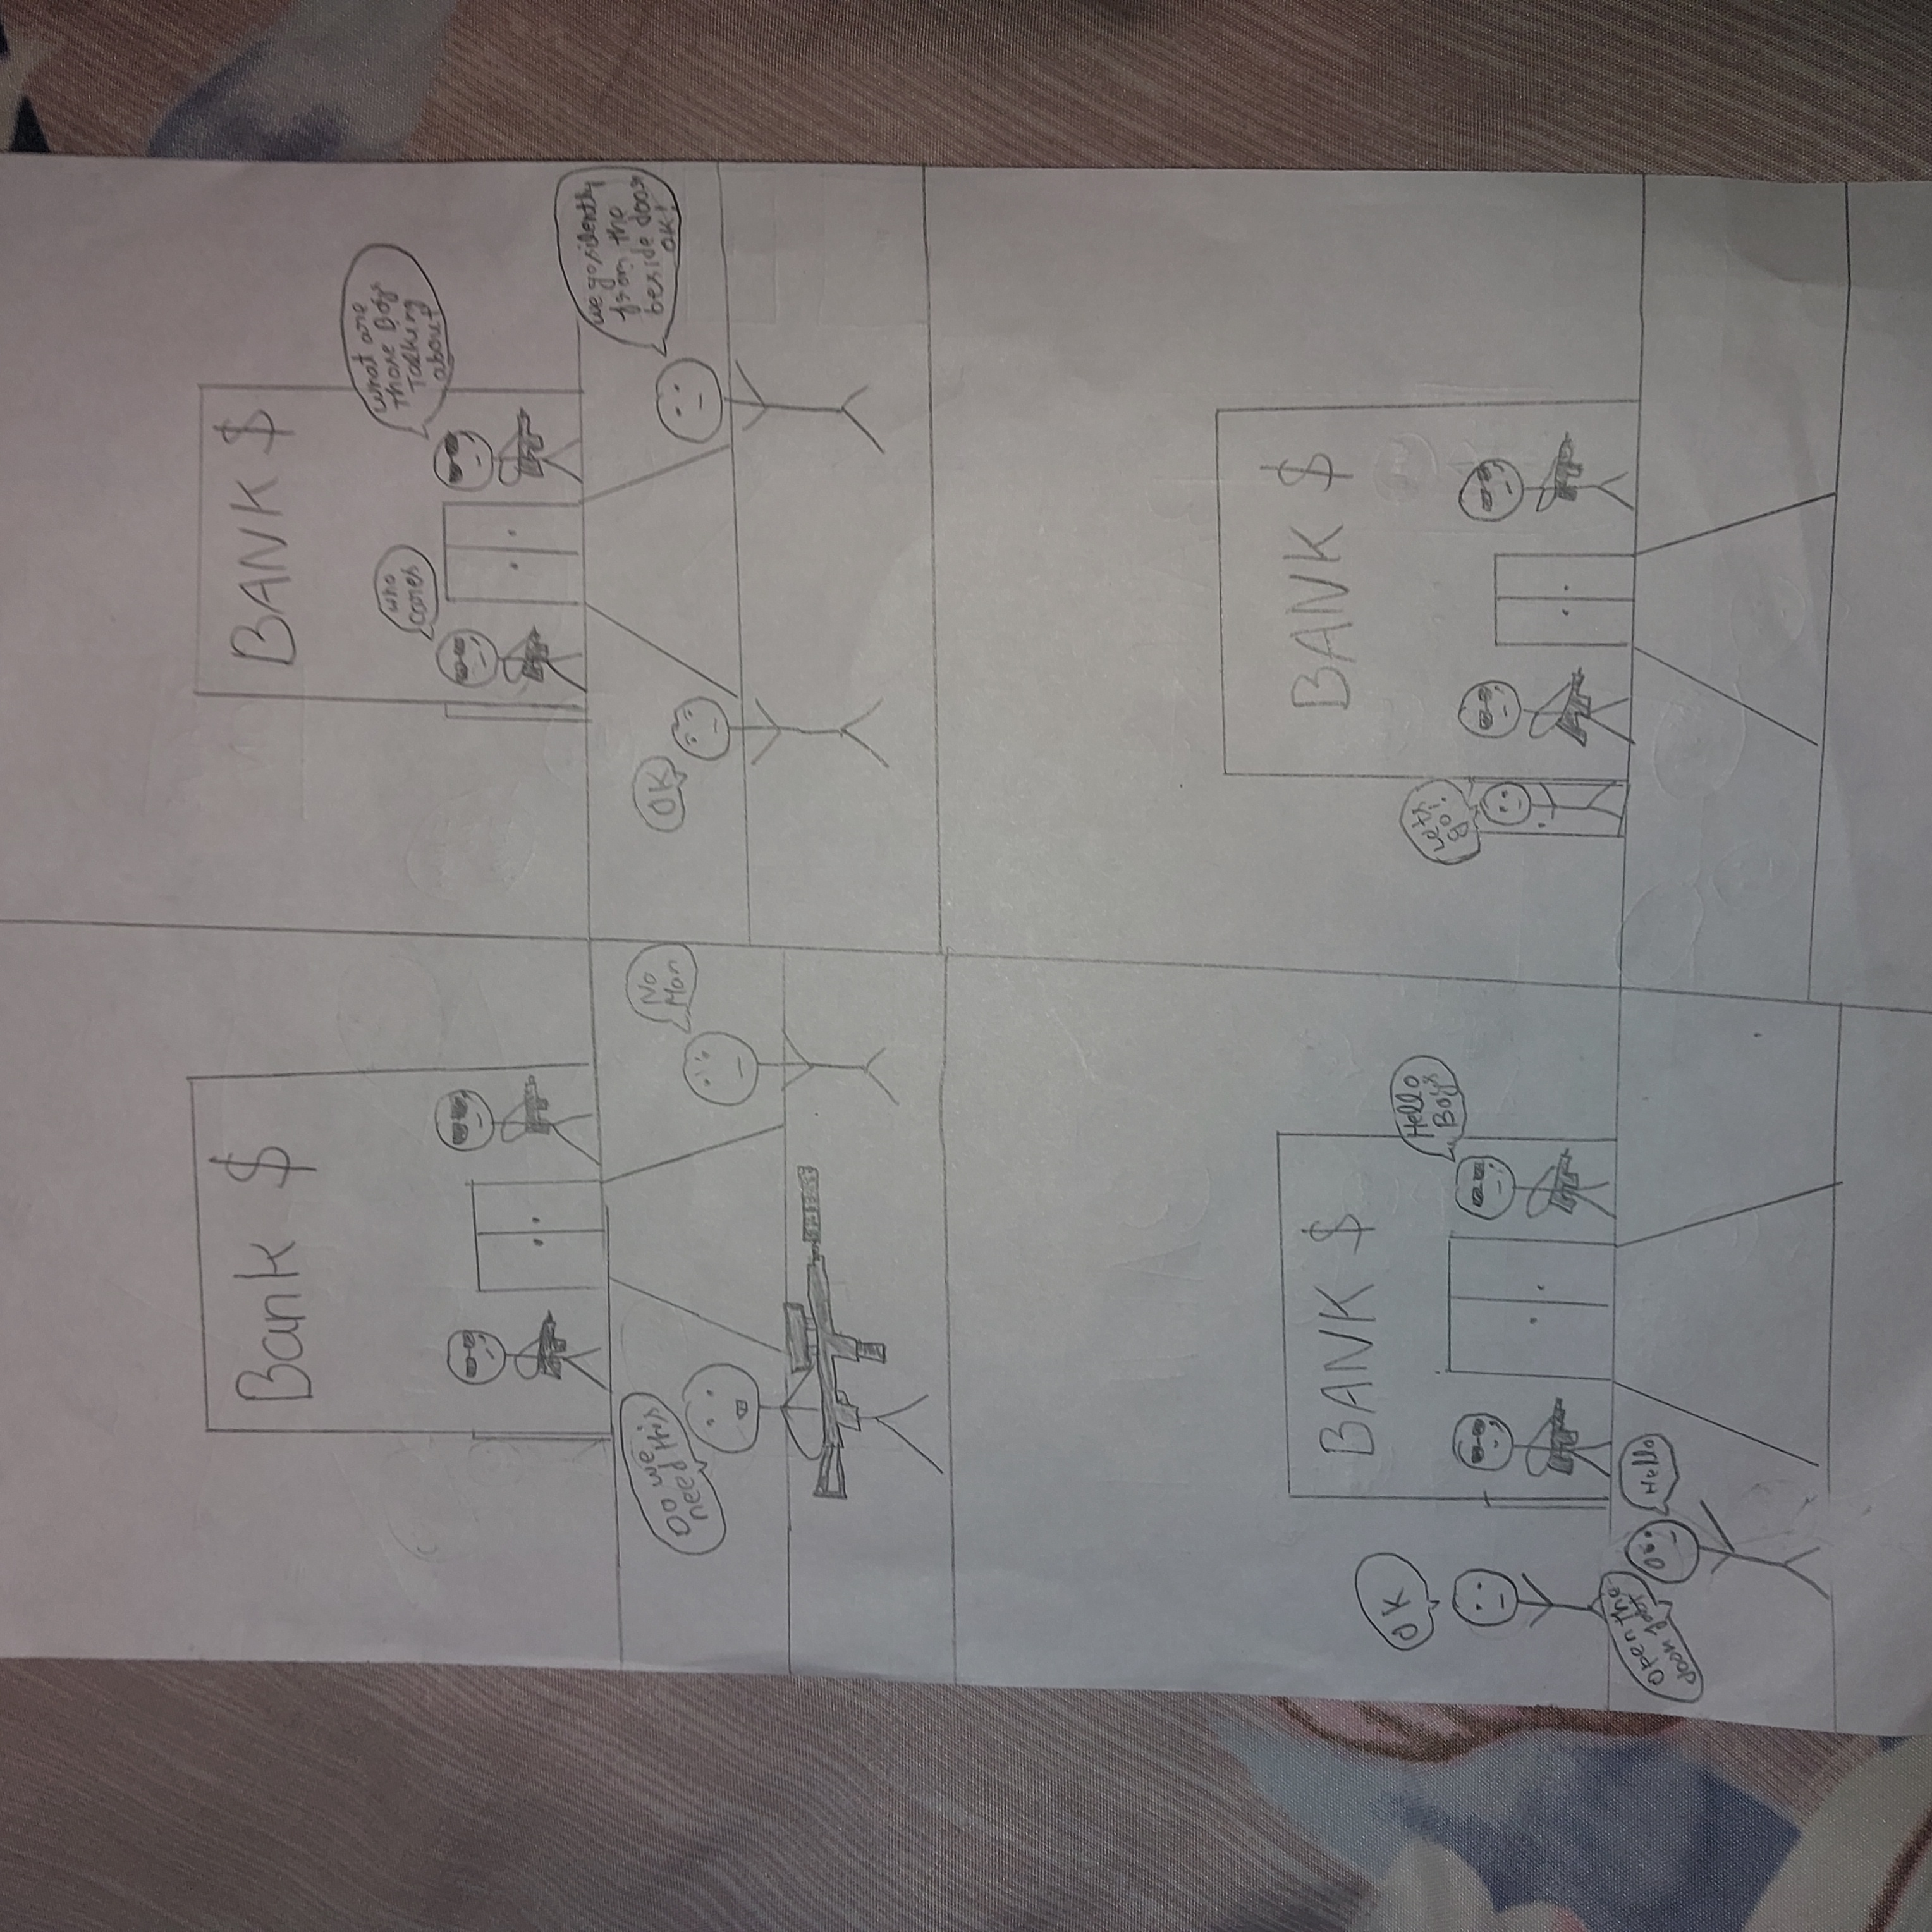 Bank $
Do we
need this
No
Man
BANK $
who
cares
what are
those Boys
Talking
about
OK
we go silently
from the
beside door
OK!
BANK $
OK
Hello
Boys
open the
door fast
Hello
BANK $
Lets
go!